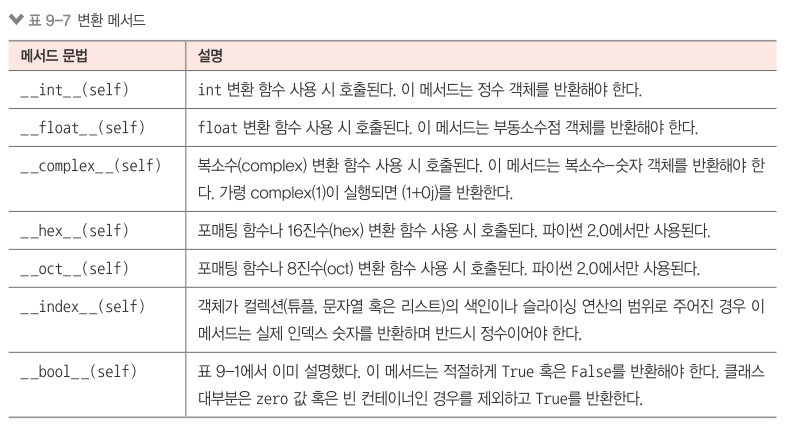 표 9-7 변환 메서드
메서드 문법 설명
__int__(self) int 변환 함수 사용 시 호출된다. 이 메서드는 정수 객체를 반환해야 한다.
__float__(self) float 변환 함수 사용 시 호출된다. 이 메서드는 부동소수점 객체를 반환해야 한다.
__complex__(self) 복소수(complex) 변환 함수 사용 시 호출된다. 이 메서드는 복소수-숫자 객체를 반환해야 한
다. 가령 complex(1)이 실행되면 (1+0j)를 반환한다.
__hex__(self) 포매팅 함수나 16진수(hex) 변환 함수 사용 시 호출된다. 파이썬 2.0에서만 사용된다.
__oct__(self) 포매팅 함수나 8진수(oct) 변환 함수 사용 시 호출된다. 파이썬 2.0에서만 사용된다.
__index__(self) 객체가 컬렉션(튜플, 문자열 혹은 리스트)의 색인이나 슬라이싱 연산의 범위로 주어진 경우 이
메서드는 실제 인덱스 숫자를 반환하며 반드시 정수이어야 한다.
__bool__(self) 표 9-1에서 이미 설명했다. 이 메서드는 적절하게 True 혹은 False를 반환해야 한다. 클래스
대부분은 zero 값 혹은 빈 컨테이너인 경우를 제외하고 True를 반환한다.